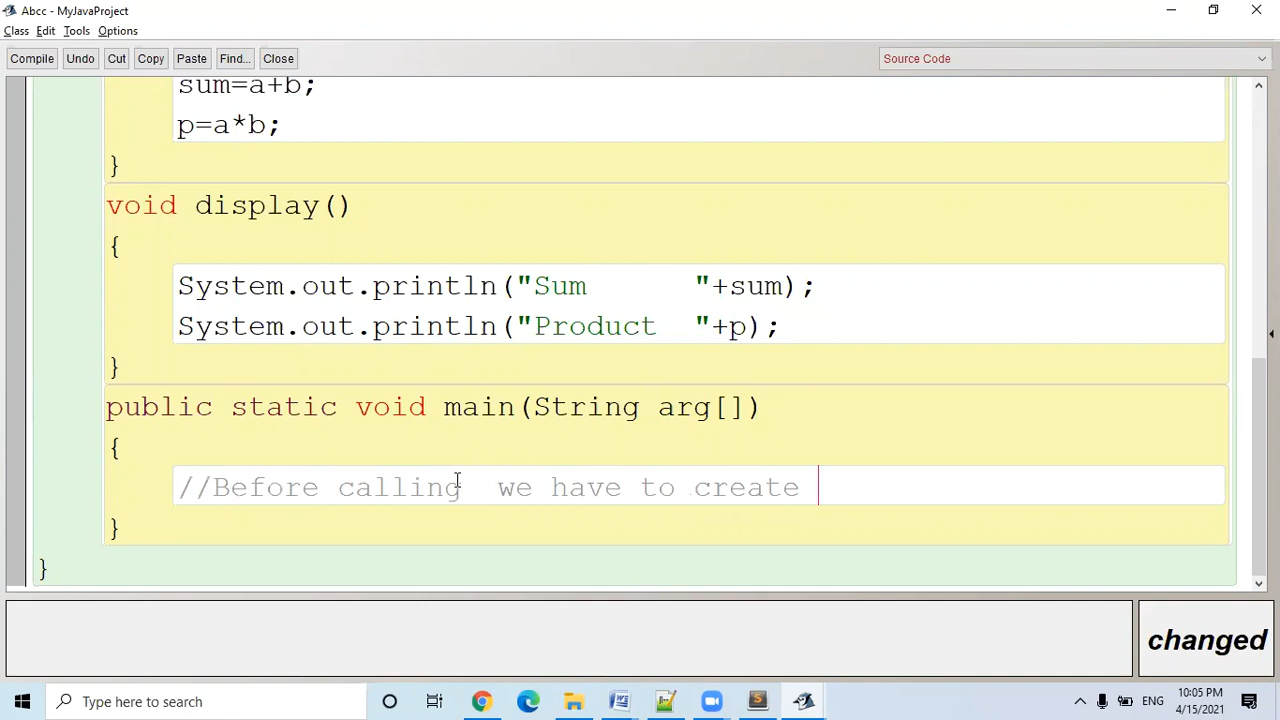 Abcc - MyJavaProject
Class Edit Tools Options
Compile Undo Cut Copy Paste Find... Close Source Code
sum=a+b;
p=a*b;
}
void display()
{
System.out.println("Sum      "+sum);
System.out.println("Product  "+p);
}
public static void main(String arg[])
{
//Before calling  we have to create
}
}
changed
Type here to search
ENG
10:05 PM
4/15/2021